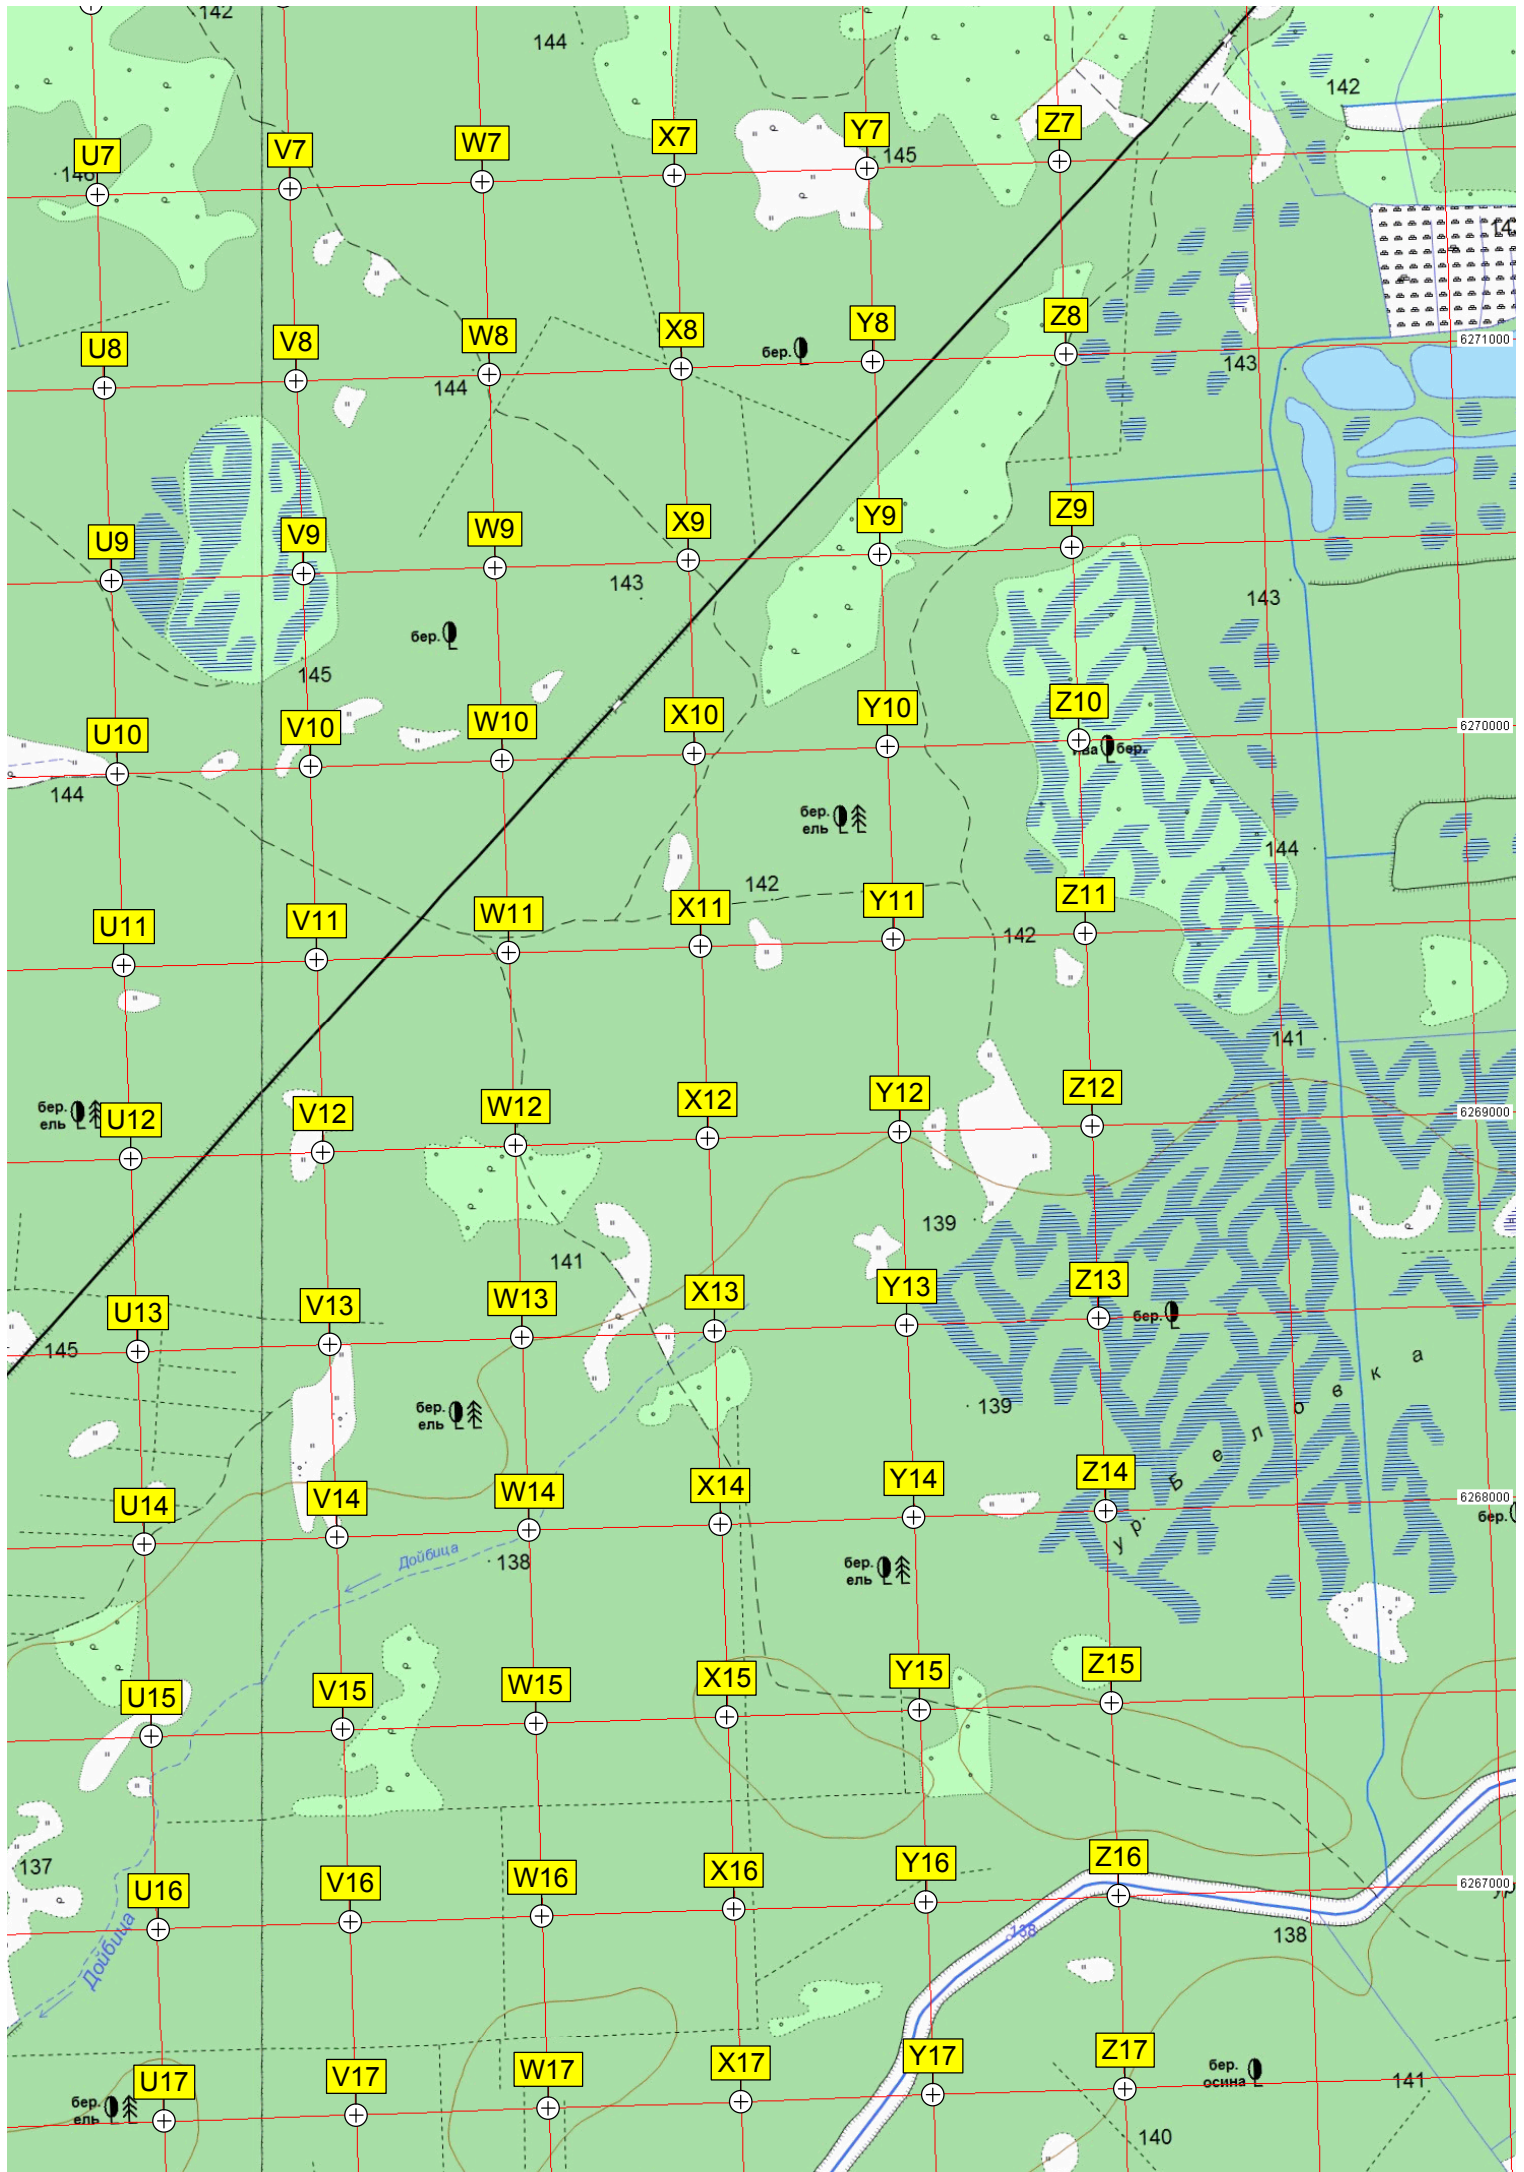 142
144
142
U7
V7
W7
X7
Y7
Z7
146
145
U8
V8
W8
X8
Y8
Z8
144
бер.
143
6271000
U9
V9
W9
X9
Y9
Z9
143
143
бер.
145
U10
V10
W10
X10
Y10
Z10
6270000
бер.
144
бер.
ель
144
142
U11
V11
W11
X11
Y11
Z11
142
141
бер.
ель
U12
V12
W12
X12
Y12
Z12
6269000
139
141
U13
V13
W13
X13
Y13
Z13
бер.
145
139
бер.
ель
ур. Белоека
U14
V14
W14
X14
Y14
Z14
6268000
бер.
Дойбица
138
бер.
ель
U15
V15
W15
X15
Y15
Z15
137
U16
V16
W16
X16
Y16
Z16
6267000
Дойбица
138
138
U17
V17
W17
X17
Y17
Z17
бер.
ель
бер.
осина
141
140